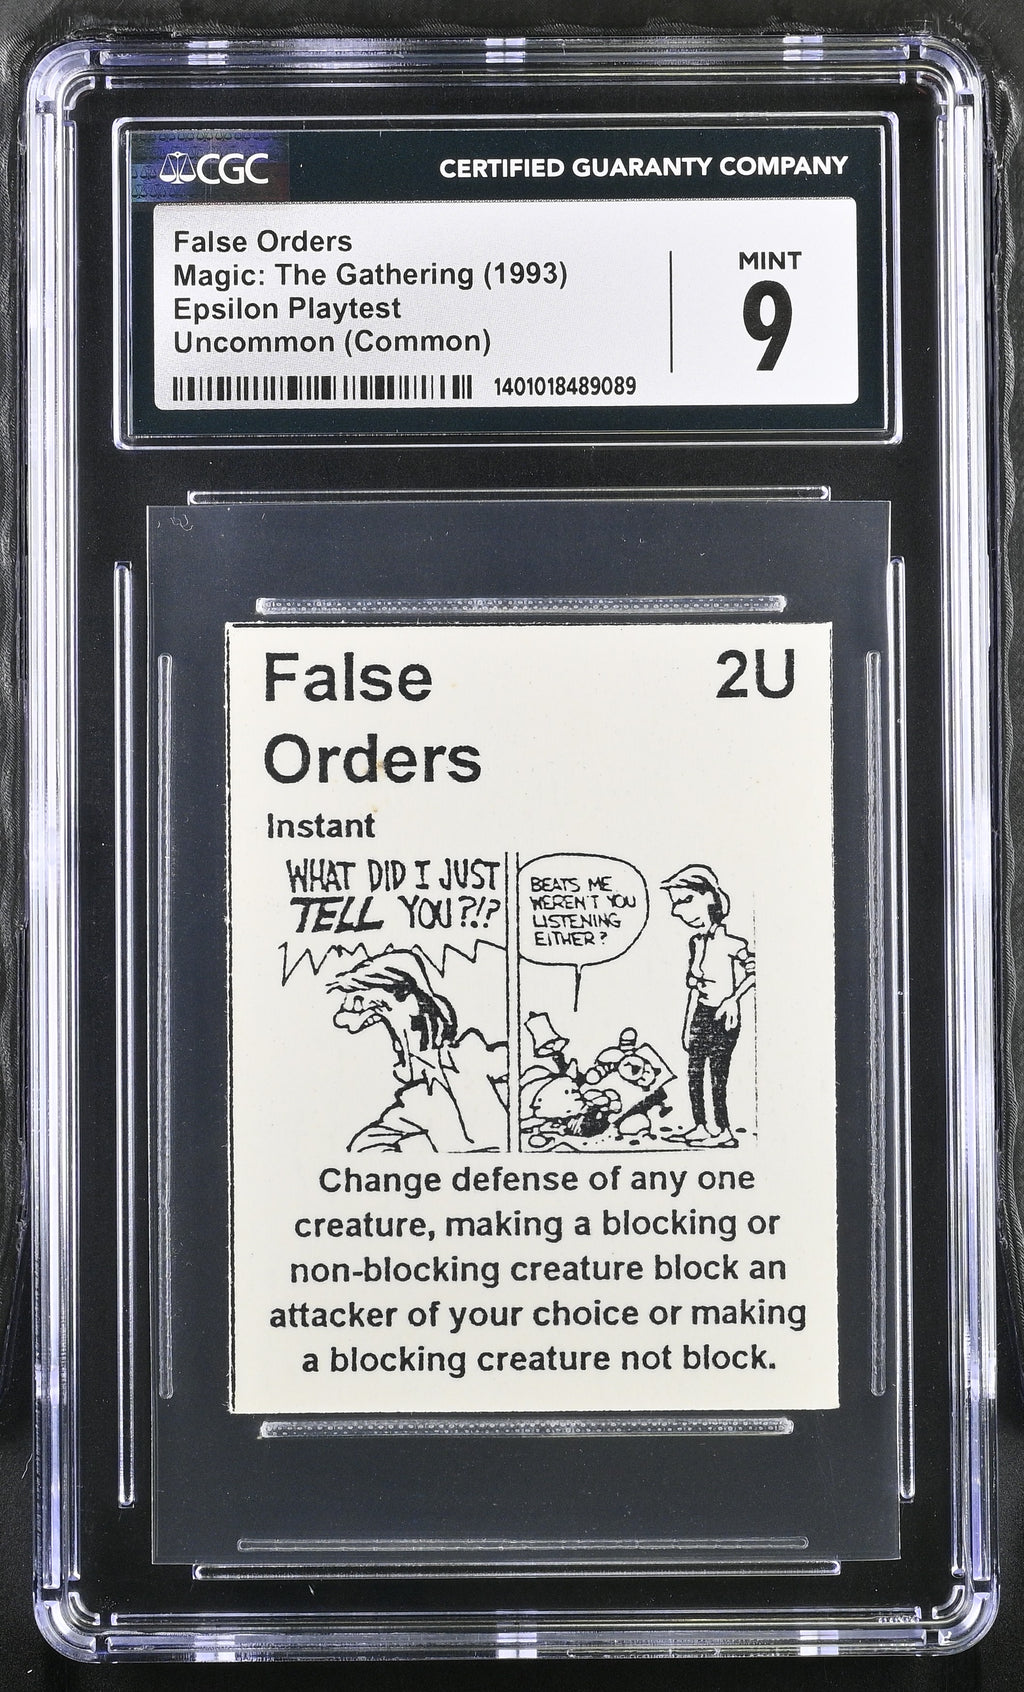 CGC
CERTIFIED GUARANTY COMPANY
False Orders
Magic: The Gathering (1993)
Epsilon Playtest
Uncommon (Common)
1401018489089
MINT
9
False
Orders
2U
Instant
WHAT DID I JUST
TELL YOU?!?
BEATS ME
WEREN'T YOU
LISTENING
EITHER?
Change defense of any one
creature, making a blocking or
non-blocking creature block an
attacker of your choice or making
a blocking creature not block.